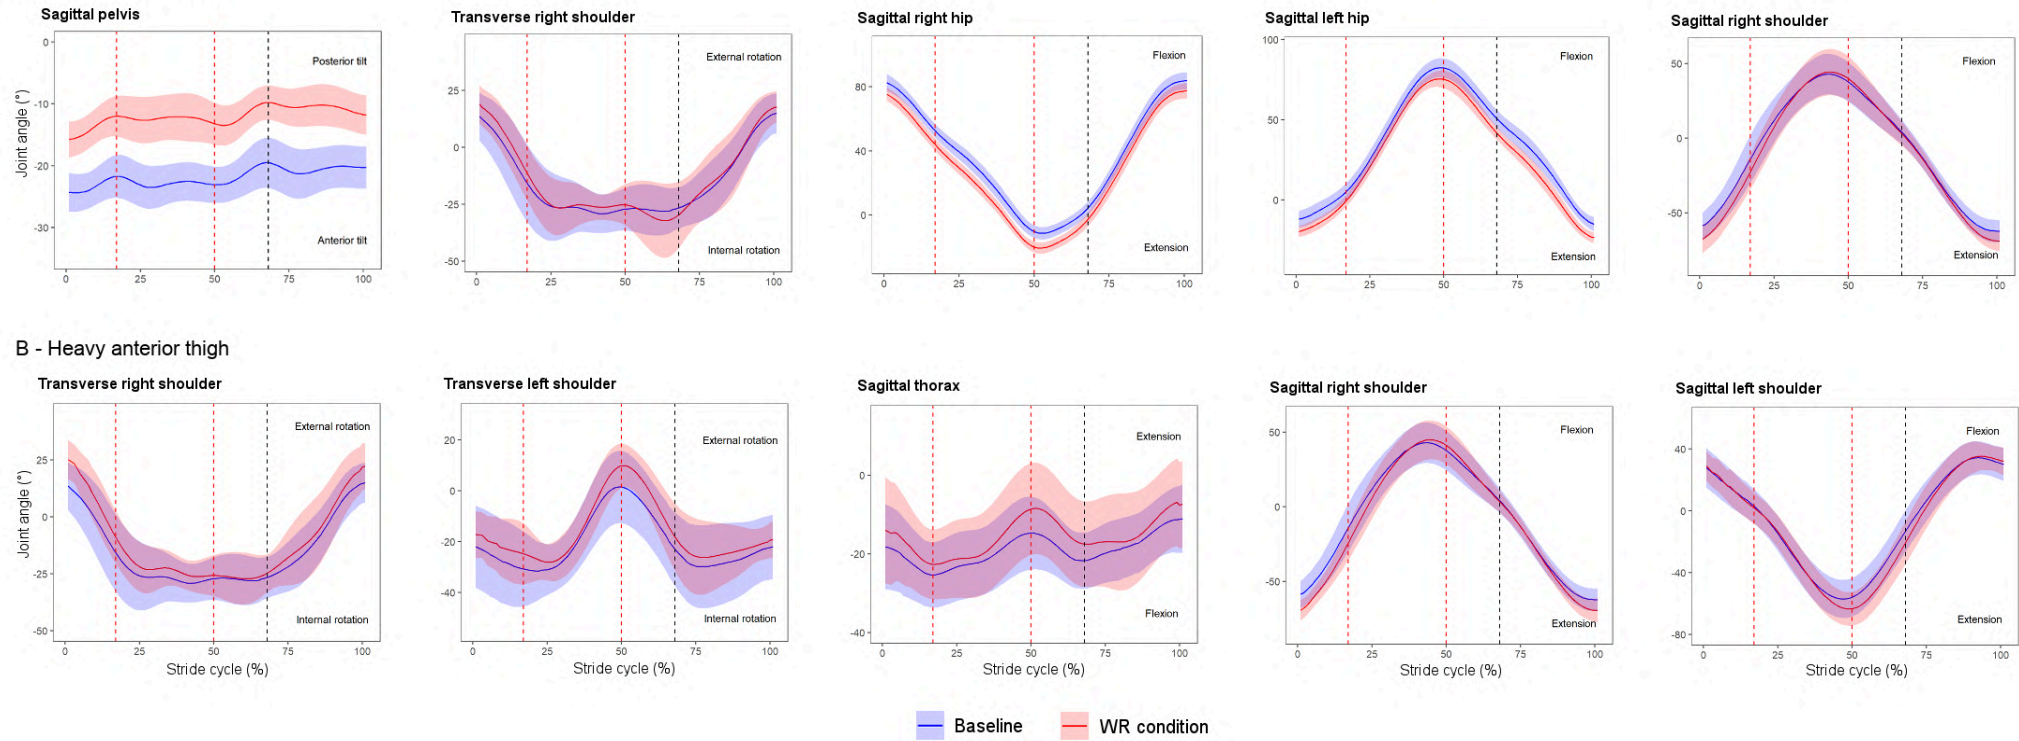 Sagittal pelvis
Transverse right shoulder
Sagittal right hip
Sagittal left hip
Sagittal right shoulder
Joint angle (°)
0
-10
-20
-30
Posterior tilt
Anterior tilt
0 25 50 75 100
25
0
-25
-50
External rotation
Internal rotation
0 25 50 75 100
80
40
0
Flexion
Extension
0 25 50 75 100
100
50
0
Flexion
Extension
0 25 50 75 100
50
0
-50
Flexion
Extension
0 25 50 75 100
B - Heavy anterior thigh
Transverse right shoulder
Transverse left shoulder
Sagittal thorax
Sagittal right shoulder
Sagittal left shoulder
Joint angle (°)
25
0
-25
-50
External rotation
Internal rotation
0 25 50 75 100
Stride cycle (%)
20
0
-20
-40
External rotation
Internal rotation
0 25 50 75 100
Stride cycle (%)
0
-20
-40
Extension
Flexion
0 25 50 75 100
Stride cycle (%)
50
0
-50
Flexion
Extension
0 25 50 75 100
Stride cycle (%)
40
0
-40
-80
Flexion
Extension
0 25 50 75 100
Stride cycle (%)
Baseline
WR condition